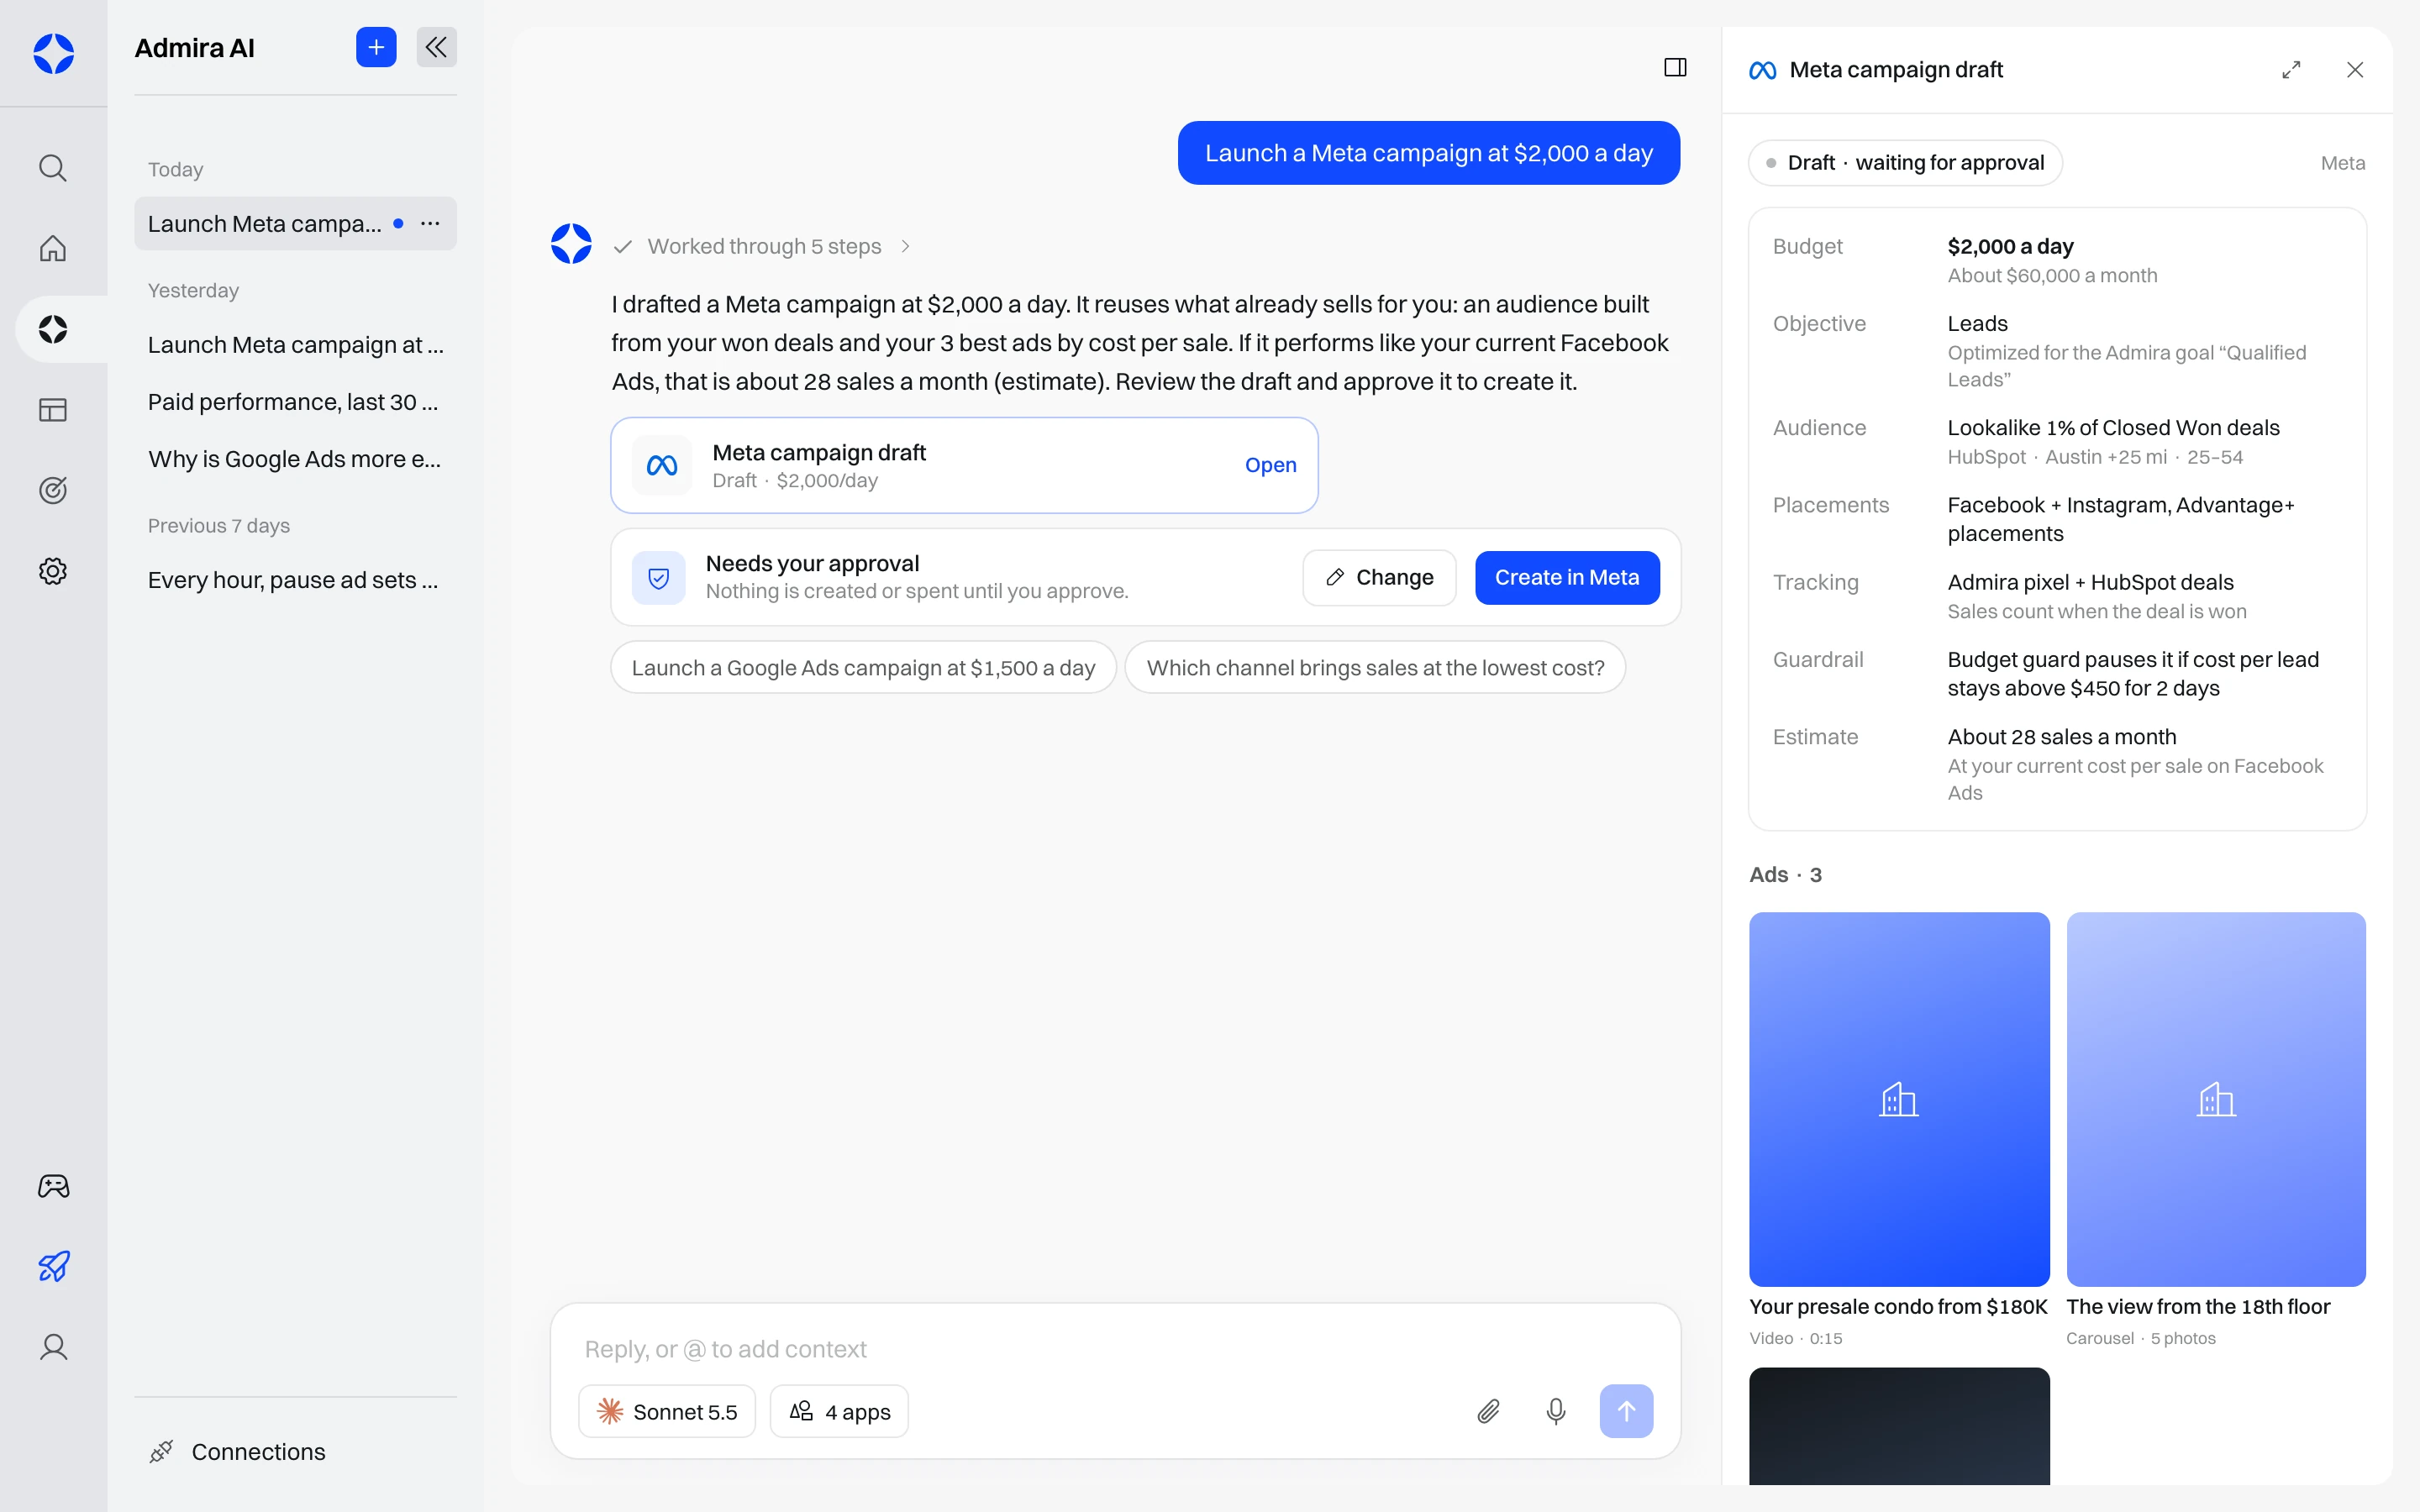 Admira AI
Today
Launch Meta campa...
Yesterday
Launch Meta campaign at ...
Paid performance, last 30 ...
Why is Google Ads more e...
Previous 7 days
Every hour, pause ad sets ...
Connections
Launch a Meta campaign at $2,000 a day
Worked through 5 steps
I drafted a Meta campaign at $2,000 a day. It reuses what already sells for you: an audience built
from your won deals and your 3 best ads by cost per sale. If it performs like your current Facebook
Ads, that is about 28 sales a month (estimate). Review the draft and approve it to create it.
Meta campaign draft
Draft · $2,000/day
Open
Needs your approval
Nothing is created or spent until you approve.
Change
Create in Meta
Launch a Google Ads campaign at $1,500 a day
Which channel brings sales at the lowest cost?
Reply, or @ to add context
Sonnet 5.5
4 apps
Meta campaign draft
Draft · waiting for approval
Meta
Budget
$2,000 a day
About $60,000 a month
Objective
Leads
Optimized for the Admira goal “Qualified
Leads”
Audience
Lookalike 1% of Closed Won deals
HubSpot · Austin +25 mi · 25–54
Placements
Facebook + Instagram, Advantage+
placements
Tracking
Admira pixel + HubSpot deals
Sales count when the deal is won
Guardrail
Budget guard pauses it if cost per lead
stays above $450 for 2 days
Estimate
About 28 sales a month
At your current cost per sale on Facebook
Ads
Ads · 3
Your presale condo from $180K
Video · 0:15
The view from the 18th floor
Carousel · 5 photos